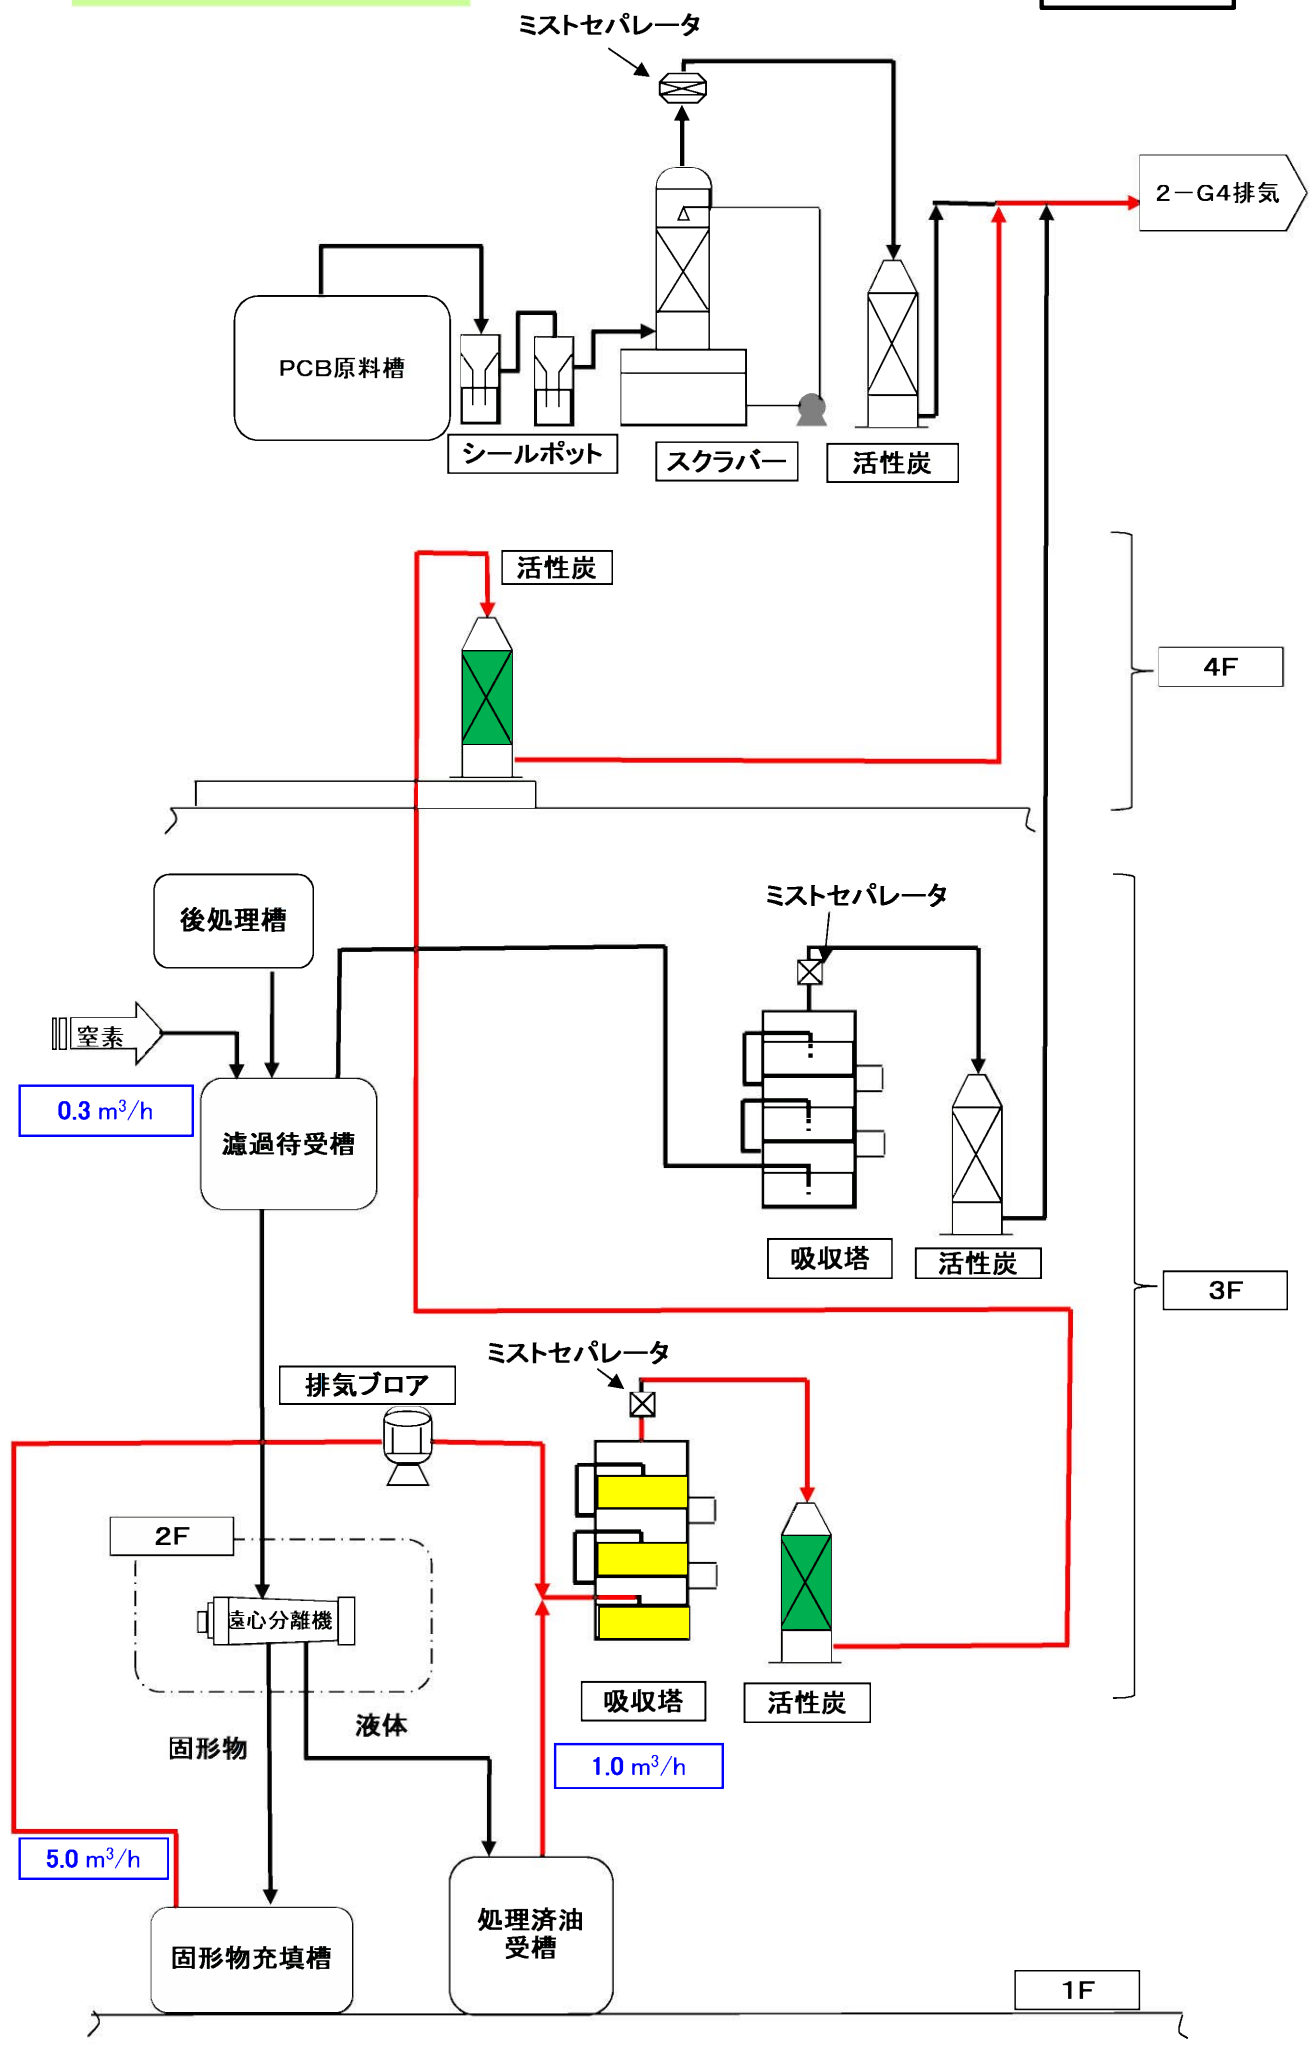 ミストセパレータ
2－G4排気
PCB原料槽
シールポット
スクラバー
活性炭
活性炭
4F
後処理槽
ミストセパレータ
窒素
0.3 m³/h
濾過待受槽
吸収塔
活性炭
3F
ミストセパレータ
排気ブロア
2F
遠心分離機
吸収塔
活性炭
液体
固形物
1.0 m³/h
5.0 m³/h
処理済油
受槽
固形物充填槽
1F